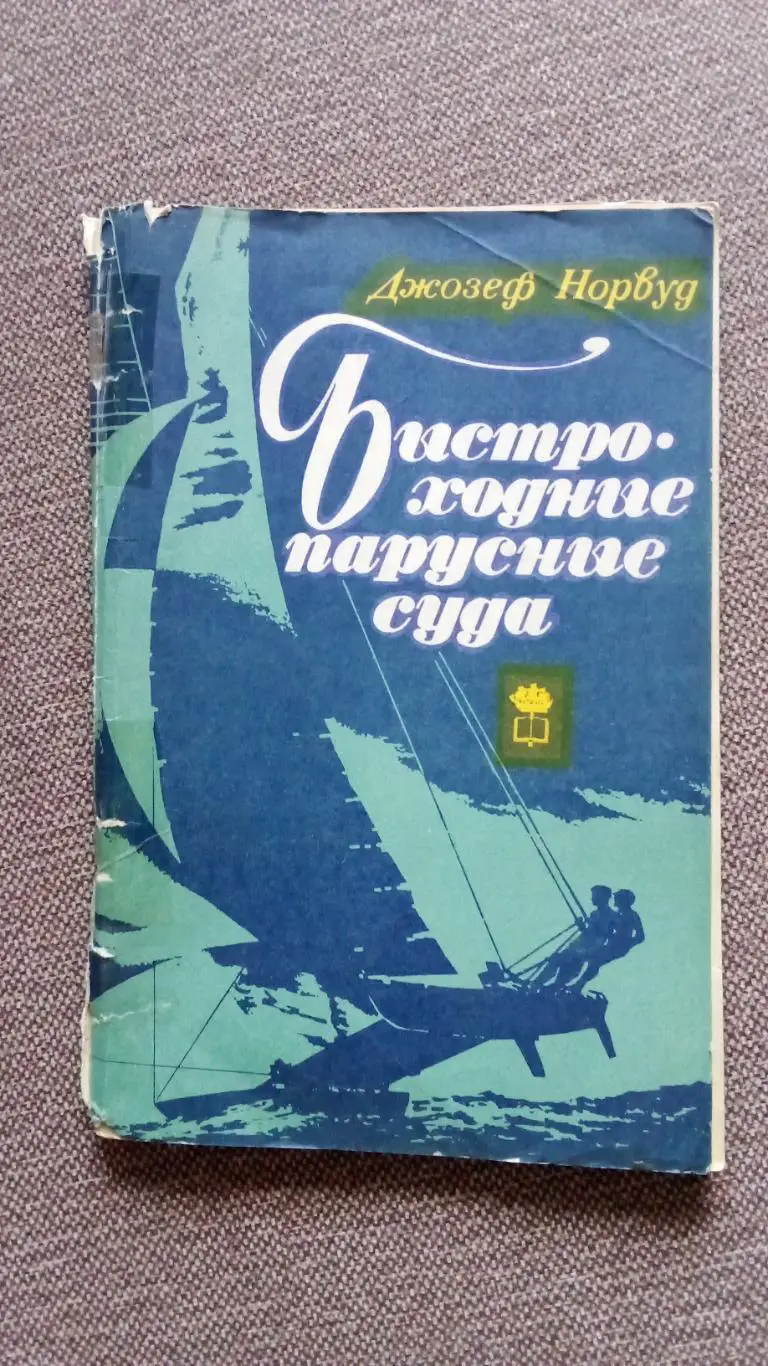 Джозеф Норвуд
Быстро-
ходные
парусные
суда